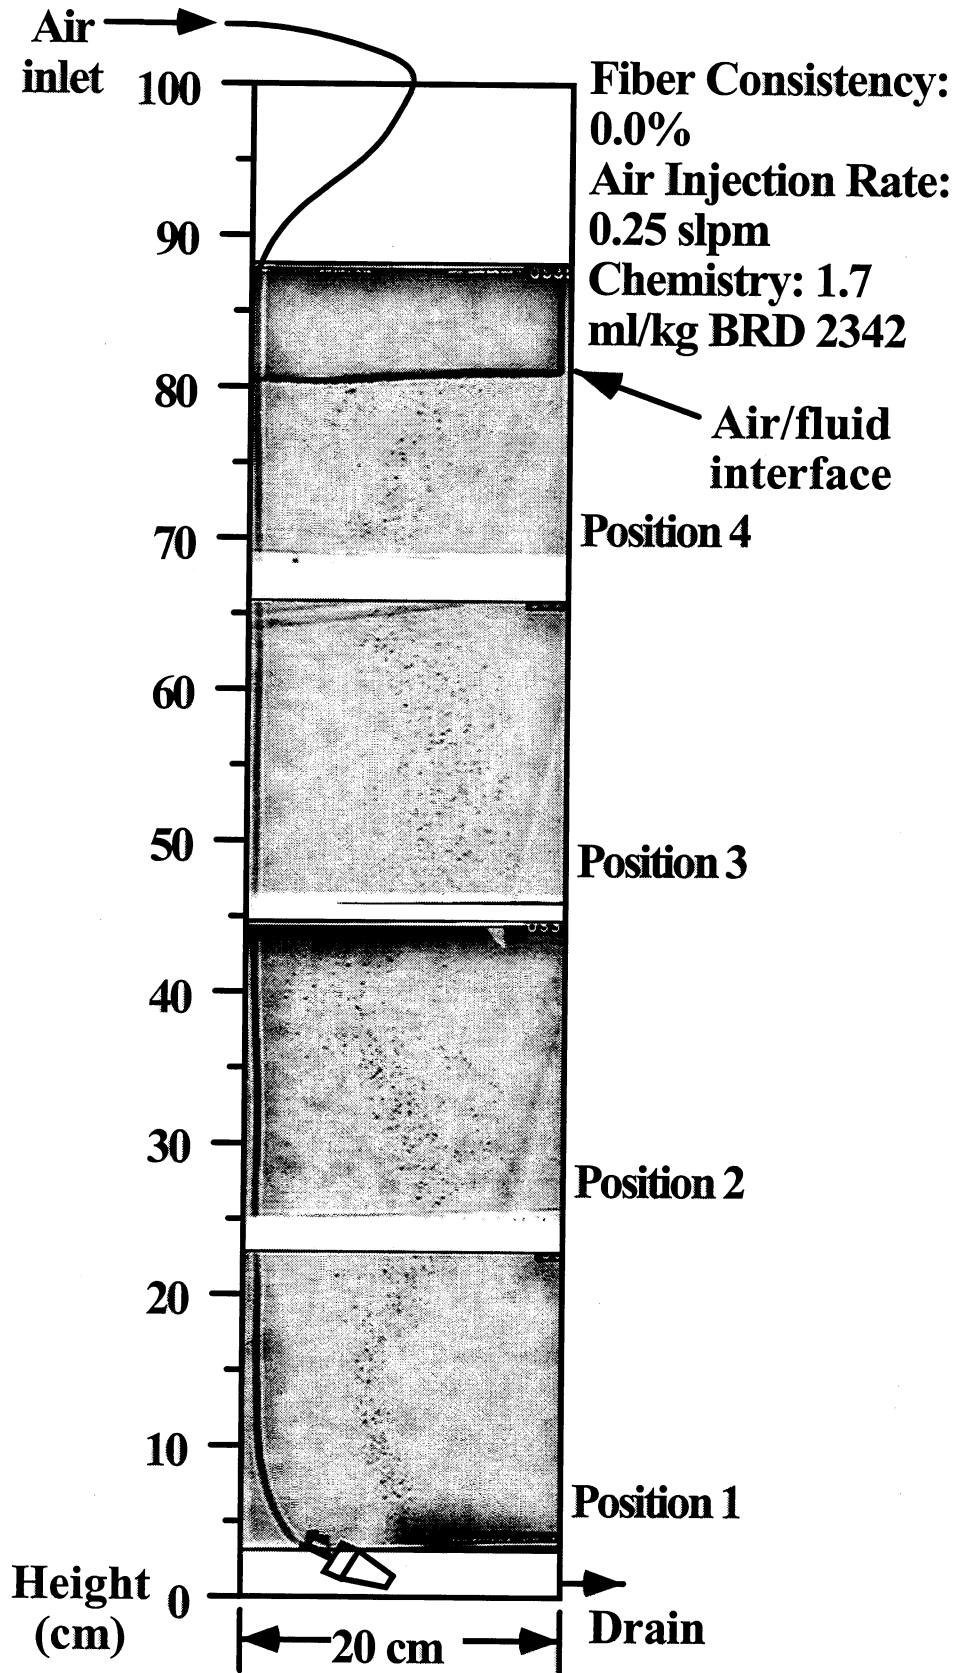 Air
inlet
100
Fiber Consistency:
0.0%
Air Injection Rate:
0.25 slpm
90
Chemistry: 1.7
ml/kg BRD 2342
80
Air/fluid
interface
70
Position 4
60
50
Position 3
40
30
Position 2
20
10
Position 1
Height
(cm)
0
Drain
20 cm